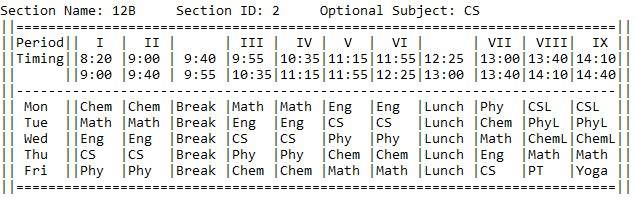 Section Name: 12B Section ID: 2 Optional Subject: CS
||===========================================================================||
||Period|| I | II | | III | IV | V | VI | | VII | VIII| IX ||
||Timing||8:20 |9:00 | 9:40 |9:55 |10:35|11:15|11:55|12:25 |13:00 |13:40|14:10 ||
|| ||9:00 |9:40 | 9:55 |10:35|11:15|11:55|12:25|13:00 |13:40 |14:10|14:40 ||
||---------------------------------------------------------------------------||
|| Mon ||Chem |Chem |Break |Math |Math |Eng |Eng |Lunch |Phy |CSL |CSL ||
|| Tue ||Math |Math |Break |Eng |Eng |CS |CS |Lunch |Chem |PhyL |PhyL ||
|| Wed ||Eng |Eng |Break |CS |CS |Phy |Phy |Lunch |Math |ChemL|ChemL||
|| Thu ||CS |CS |Break |Phy |Phy |Chem |Chem |Lunch |Eng |Math |Math ||
|| Fri ||Phy |Phy |Break |Chem |Chem |Math |Math |Lunch |CS |PT |Yoga ||
||===========================================================================||